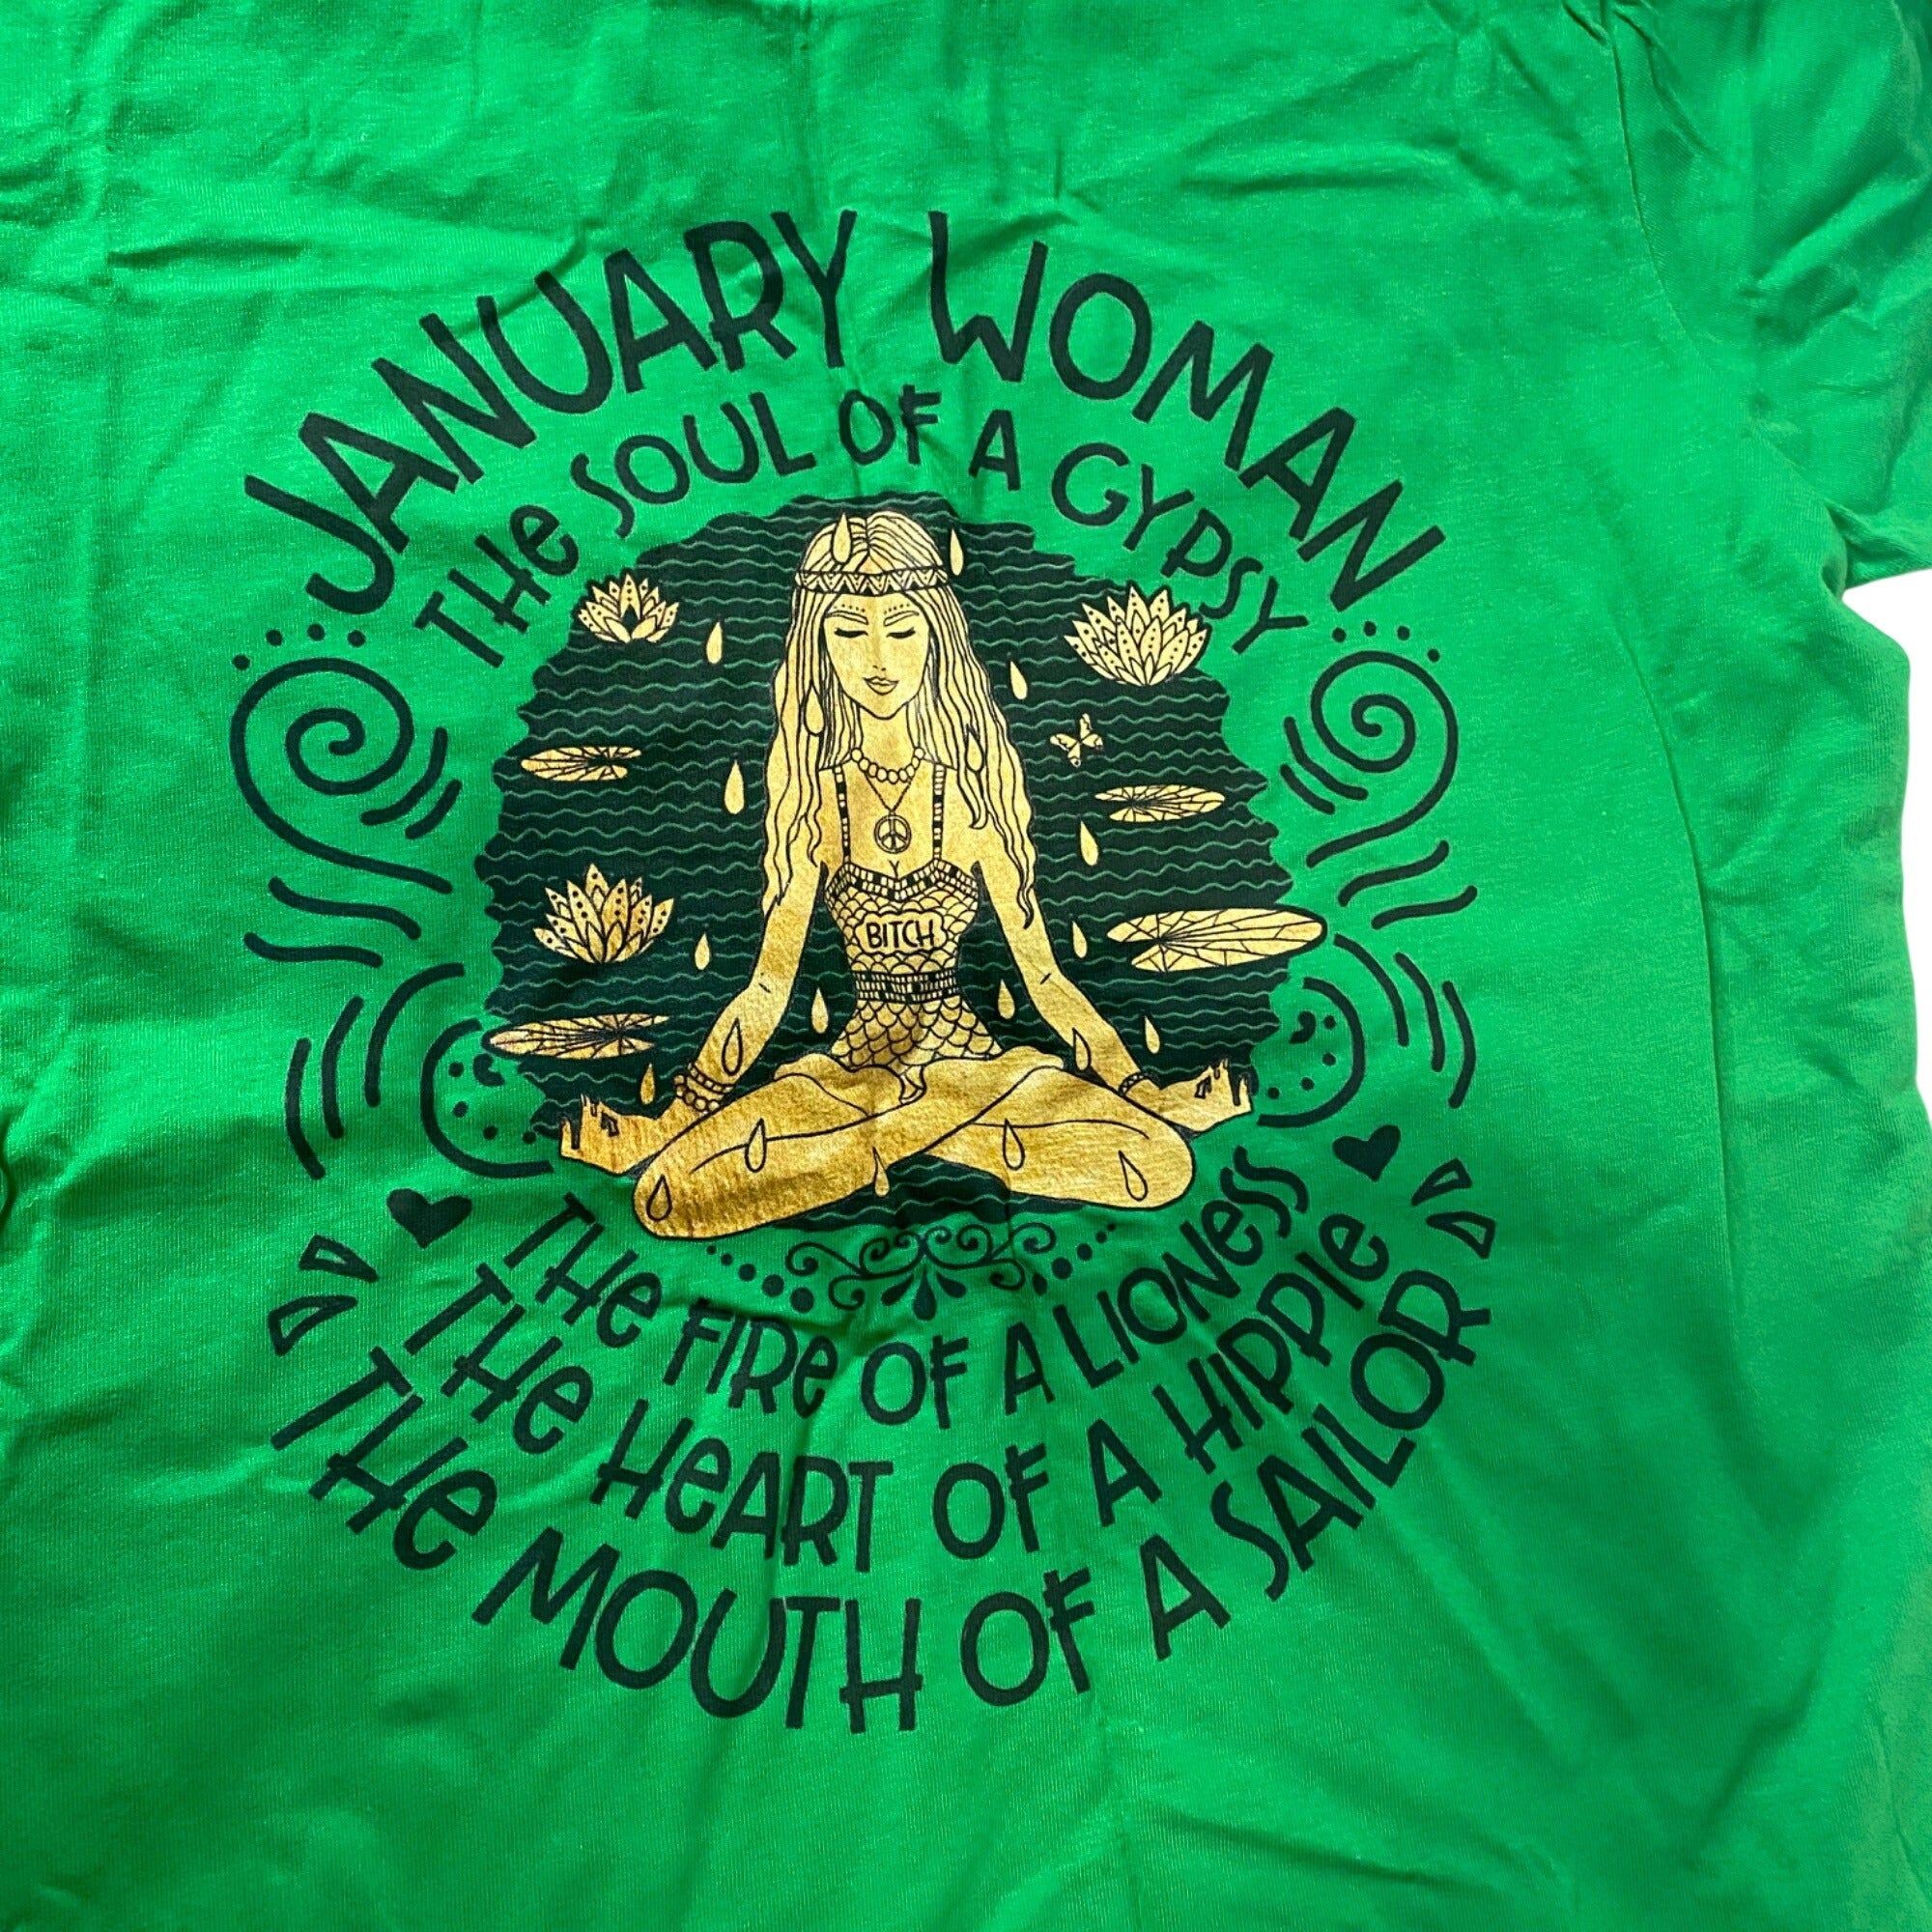 JANUARY WOMAN
THE SOUL OF A GYPSY
BITCH
THE FIRE OF A LIONESS
THE HEART OF A HIPPIE
THE MOUTH OF A SAILOR